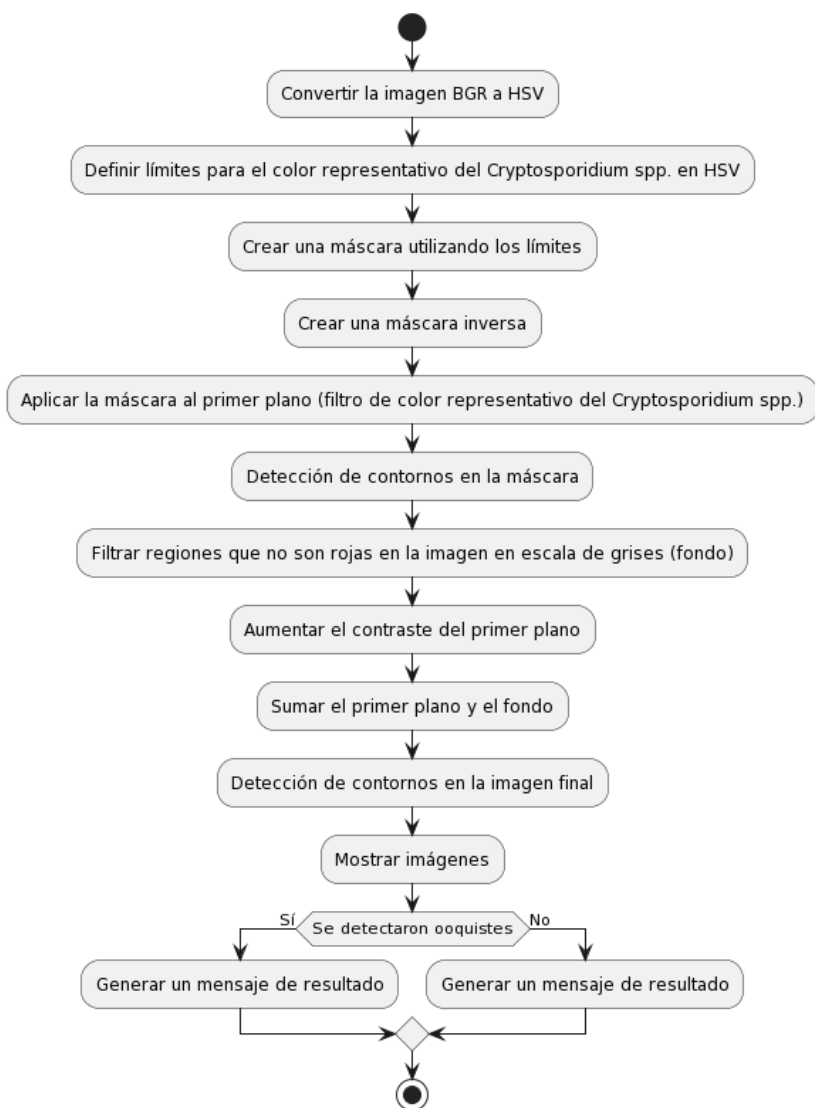 Convertir la imagen BGR a HSV
Definir límites para el color representativo del Cryptosporidium spp. en HSV
Crear una máscara utilizando los límites
Crear una máscara inversa
Aplicar la máscara al primer plano (filtro de color representativo del Cryptosporidium spp.)
Detección de contornos en la máscara
Filtrar regiones que no son rojas en la imagen en escala de grises (fondo)
Aumentar el contraste del primer plano
Sumar el primer plano y el fondo
Detección de contornos en la imagen final
Mostrar imágenes
Sí
Se detectaron ooquistes
No
Generar un mensaje de resultado
Generar un mensaje de resultado